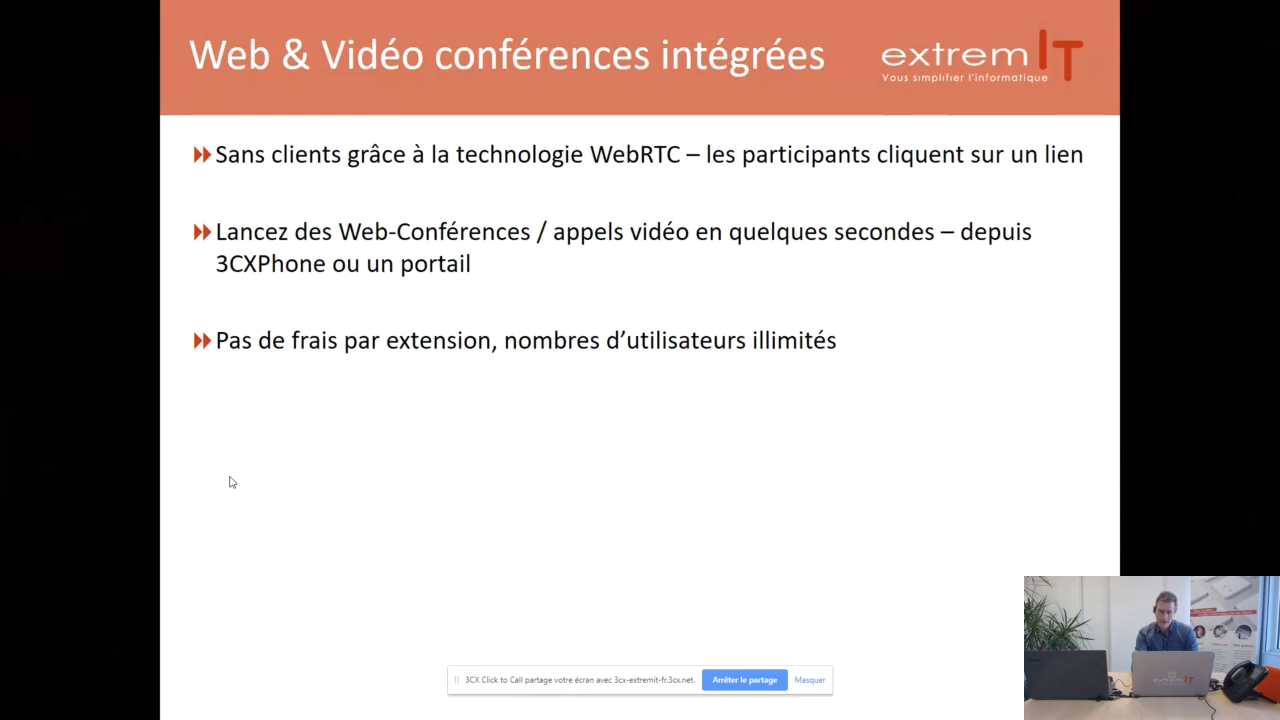 Web & Vidéo conférences intégrées
extremIT
Vous simplifier l'informatique
Sans clients grâce à la technologie WebRTC – les participants cliquent sur un lien
Lancez des Web-Conférences / appels vidéo en quelques secondes – depuis
3CXPhone ou un portail
Pas de frais par extension, nombres d’utilisateurs illimités
3CX Click to Call partage votre écran avec 3cx-extremit-fr.3cx.net.
Arrêter le partage
Masquer
extremIT